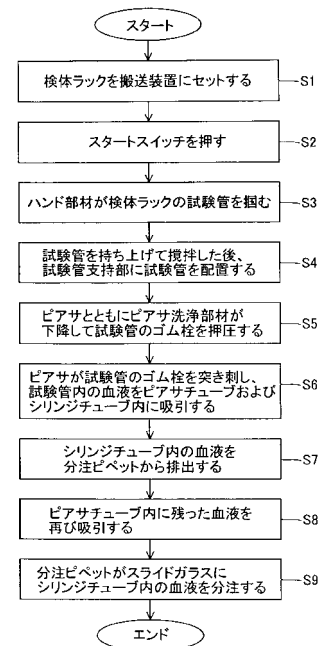 スタート
検体ラックを搬送装置にセットする
S1
スタートスイッチを押す
S2
ハンド部材が検体ラックの試験管を掴む
S3
試験管を持ち上げて撹拌した後、
試験管支持部に試験管を配置する
S4
ピアサとともにピアサ洗浄部材が
下降して試験管のゴム栓を押圧する
S5
ピアサが試験管のゴム栓を突き刺し、
試験管内の血液をピアサチューブおよび
シリンジチューブ内に吸引する
S6
シリンジチューブ内の血液を
分注ピペットから排出する
S7
ピアサチューブ内に残った血液を
再び吸引する
S8
分注ピペットがスライドガラスに
シリンジチューブ内の血液を分注する
S9
エンド